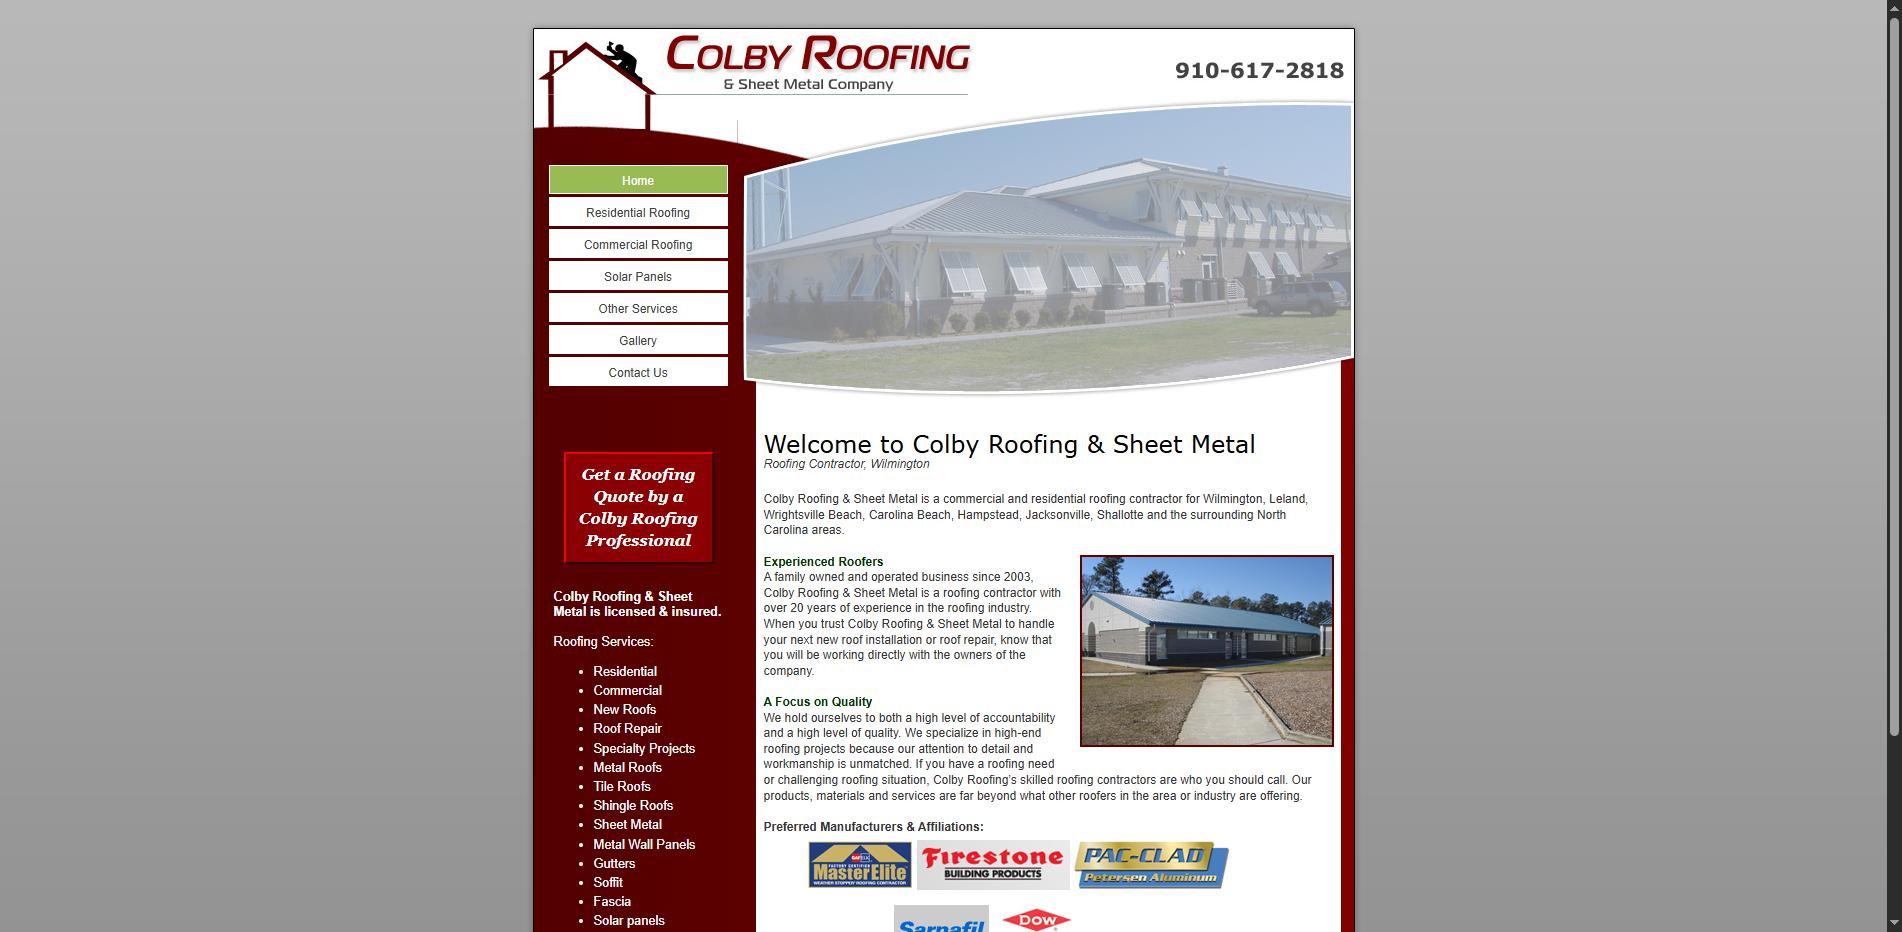 COLBY ROOFING
& Sheet Metal Company
910-617-2818
Home
Residential Roofing
Commercial Roofing
Solar Panels
Other Services
Gallery
Contact Us
Get a Roofing
Quote by a
Colby Roofing
Professional
Colby Roofing & Sheet
Metal is licensed & insured.
Roofing Services:
• Residential
• Commercial
• New Roofs
• Roof Repair
• Specialty Projects
• Metal Roofs
• Tile Roofs
• Shingle Roofs
• Sheet Metal
• Metal Wall Panels
• Gutters
• Soffit
• Fascia
• Solar panels
Welcome to Colby Roofing & Sheet Metal
Roofing Contractor, Wilmington
Colby Roofing & Sheet Metal is a commercial and residential roofing contractor for Wilmington, Leland,
Wrightsville Beach, Carolina Beach, Hampstead, Jacksonville, Shallotte and the surrounding North
Carolina areas.
Experienced Roofers
A family owned and operated business since 2003,
Colby Roofing & Sheet Metal is a roofing contractor with
over 20 years of experience in the roofing industry.
When you trust Colby Roofing & Sheet Metal to handle
your next new roof installation or roof repair, know that
you will be working directly with the owners of the
company.
A Focus on Quality
We hold ourselves to both a high level of accountability
and a high level of quality. We specialize in high-end
roofing projects because our attention to detail and
workmanship is unmatched. If you have a roofing need
or challenging roofing situation, Colby Roofing's skilled roofing contractors are who you should call. Our
products, materials and services are far beyond what other roofers in the area or industry are offering.
Preferred Manufacturers & Affiliations:
FACTORY CERTIFIED
Master Elite
WEATHER STOPPER ROOFING CONTRACTOR
Firestone
BUILDING PRODUCTS
PAC-CLAD
Petersen Aluminum
Sarnafil
DOW